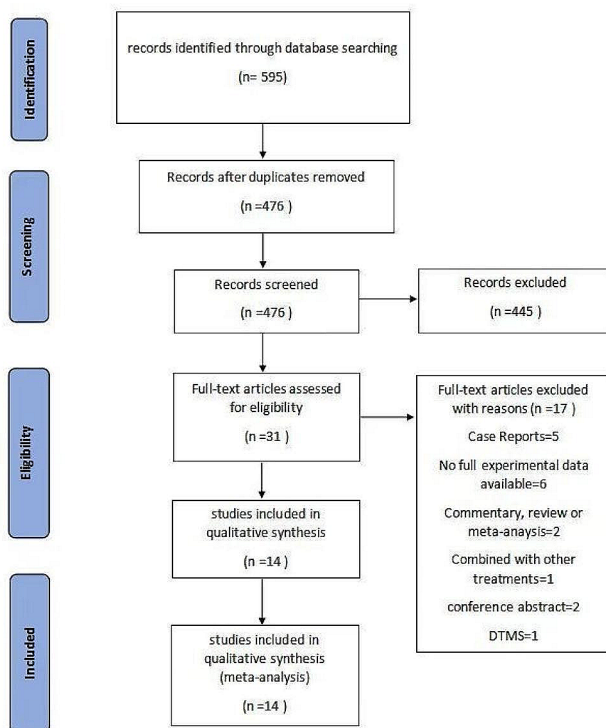 Identification
records identified through database searching
(n= 595)
Screening
Records after duplicates removed
(n =476 )
Records screened
(n =476 )
Records excluded
(n =445 )
Eligibility
Full-text articles assessed
for eligibility
(n =31 )
Full-text articles excluded
with reasons (n =17 )
Case Reports=5
No full experimental data
available=6
Commentary, review or
meta-anaysis=2
Combined with other
treatments=1
conference abstract=2
DTMS=1
studies included in
qualitative synthesis
(n =14 )
Included
studies included in
qualitative synthesis
(meta-analysis)
(n =14 )